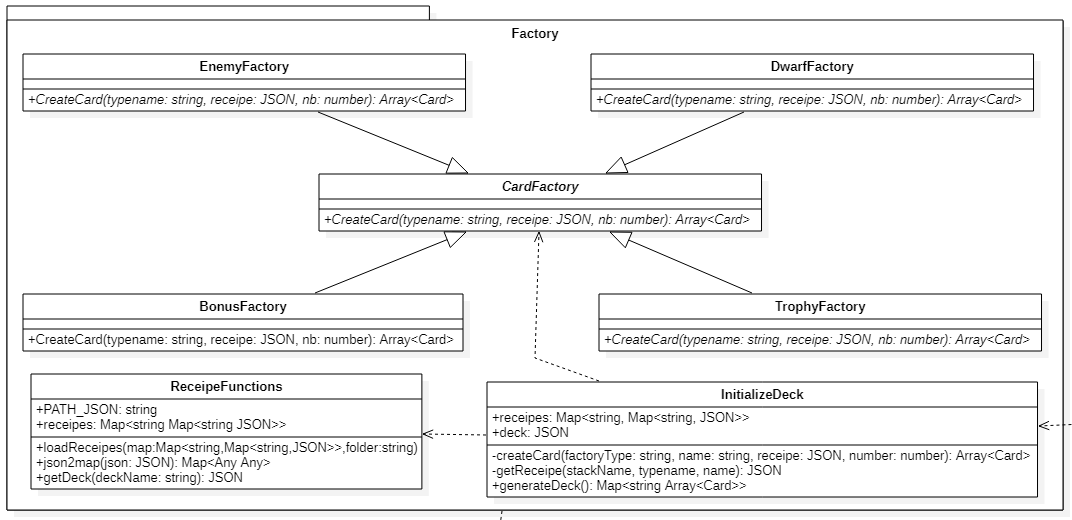 Factory
EnemyFactory
+CreateCard(typename: string, receipe: JSON, nb: number): Array<Card>
DwarfFactory
+CreateCard(typename: string, receipe: JSON, nb: number): Array<Card>
CardFactory
+CreateCard(typename: string, receipe: JSON, nb: number): Array<Card>
BonusFactory
+CreateCard(typename: string, receipe: JSON, nb: number): Array<Card>
TrophyFactory
+CreateCard(typename: string, receipe: JSON, nb: number): Array<Card>
ReceipeFunctions
+PATH_JSON: string
+receipes: Map<string Map<string JSON>>
+loadReceipes(map:Map<string,Map<string,JSON>>,folder:string)
+json2map(json: JSON): Map<Any Any>
+getDeck(deckName: string): JSON
InitializeDeck
+receipes: Map<string, Map<string, JSON>>
+deck: JSON
-createCard(factoryType: string, name: string, receipe: JSON, number: number): Array<Card>
-getReceipe(stackName, typename, name): JSON
+generateDeck(): Map<string Array<Card>>